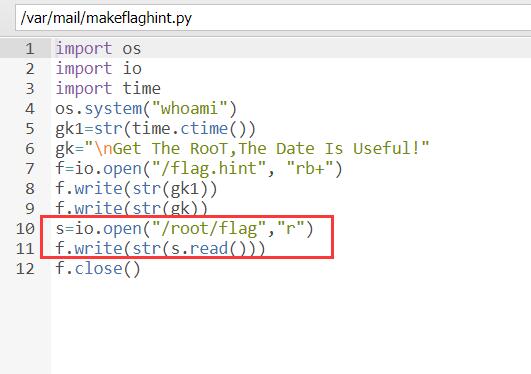 /var/mail/makeflaghint.py
1 import os
2 import io
3 import time
4 os.system("whoami")
5 gk1=str(time.ctime())
6 gk="\nGet The RooT,The Date Is Useful!"
7 f=io.open("/flag.hint", "rb+")
8 f.write(str(gk1))
9 f.write(str(gk))
10 s=io.open("/root/flag","r")
11 f.write(str(s.read()))
12 f.close()